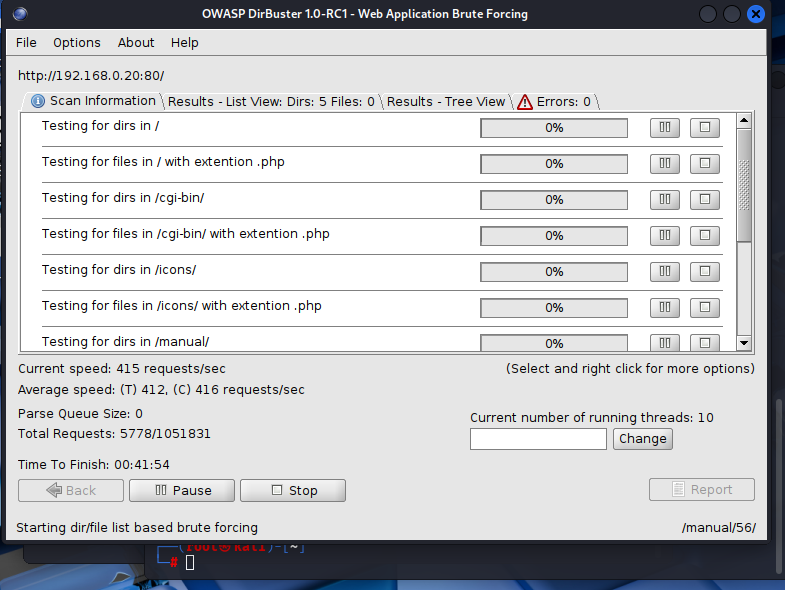 OWASP DirBuster 1.0-RC1 - Web Application Brute Forcing
File Options About Help
http://192.168.0.20:80/
Scan Information Results - List View: Dirs: 5 Files: 0 Results - Tree View Errors: 0
Testing for dirs in / 0%
Testing for files in / with extention .php 0%
Testing for dirs in /cgi-bin/ 0%
Testing for files in /cgi-bin/ with extention .php 0%
Testing for dirs in /icons/ 0%
Testing for files in /icons/ with extention .php 0%
Testing for dirs in /manual/ 0%
Current speed: 415 requests/sec (Select and right click for more options)
Average speed: (T) 412, (C) 416 requests/sec
Parse Queue Size: 0 Current number of running threads: 10
Total Requests: 5778/1051831 Change
Time To Finish: 00:41:54
Back Pause Stop Report
Starting dir/file list based brute forcing /manual/56/
(root㉿kali)-[~]
#